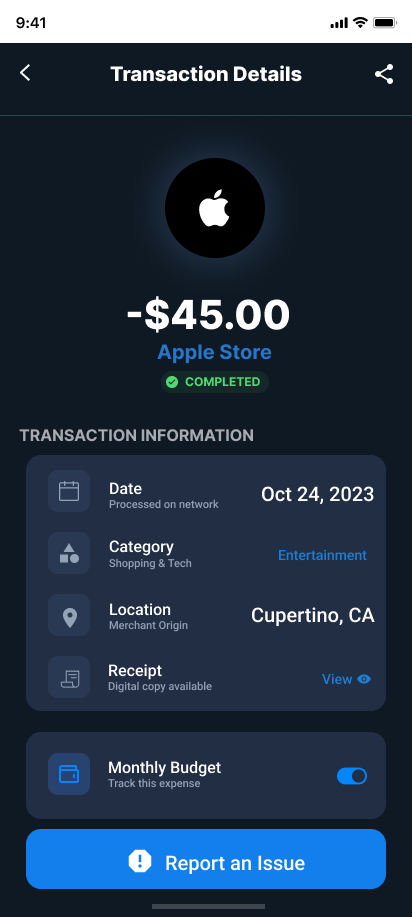 9:41
Transaction Details
-$45.00
Apple Store
COMPLETED
TRANSACTION INFORMATION
Date
Processed on network
Oct 24, 2023
Category
Shopping & Tech
Entertainment
Location
Merchant Origin
Cupertino, CA
Receipt
Digital copy available
View
Monthly Budget
Track this expense
Report an Issue